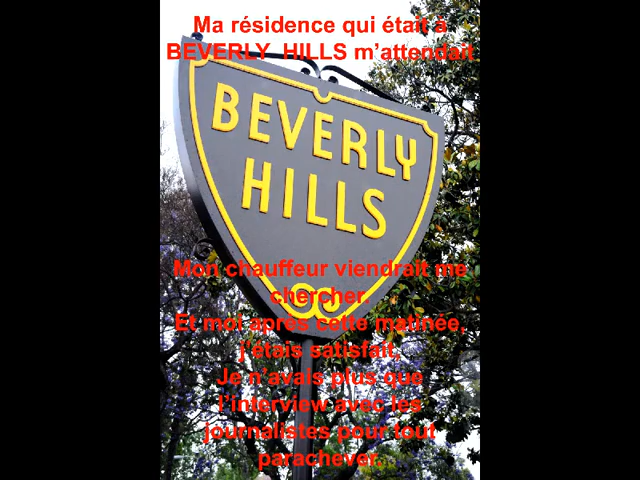 Ma résidence qui était à
BEVERLY HILLS m’attendait
BEVERLY
HILLS
Mon chauffeur viendrait me
chercher.
Et moi après cette matinée,
j’étais satisfait,
Je n’avais plus que
l’interview avec les
journalistes pour tout
parachever.